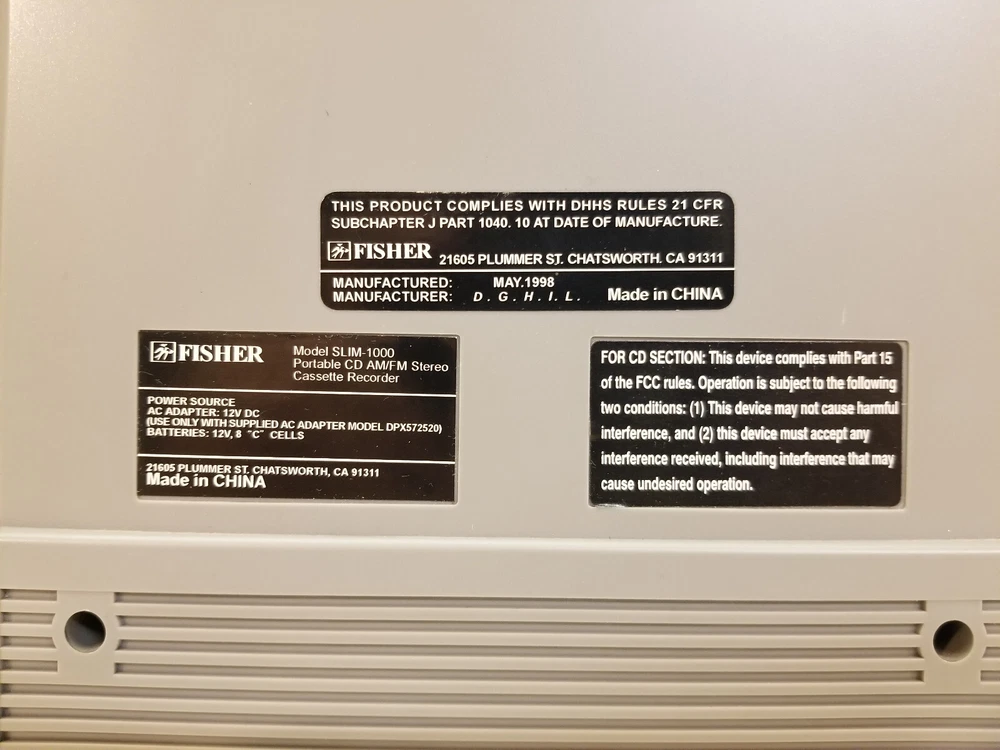 THIS PRODUCT COMPLIES WITH DHHS RULES 21 CFR
SUBCHAPTER J PART 1040. 10 AT DATE OF MANUFACTURE.
FISHER 21605 PLUMMER ST. CHATSWORTH. CA 91311
MANUFACTURED: MAY.1998
MANUFACTURER: D. G. H. I. L. Made in CHINA
FISHER
Model SLIM-1000
Portable CD AM/FM Stereo
Cassette Recorder
POWER SOURCE
AC ADAPTER: 12V DC
(USE ONLY WITH SUPPLIED AC ADAPTER MODEL DPX572520)
BATTERIES: 12V, 8 "C" CELLS
21605 PLUMMER ST. CHATSWORTH, CA 91311
Made in CHINA
FOR CD SECTION: This device complies with Part 15
of the FCC rules. Operation is subject to the following
two conditions: (1) This device may not cause harmful
interference, and (2) this device must accept any
interference received, including interference that may
cause undesired operation.